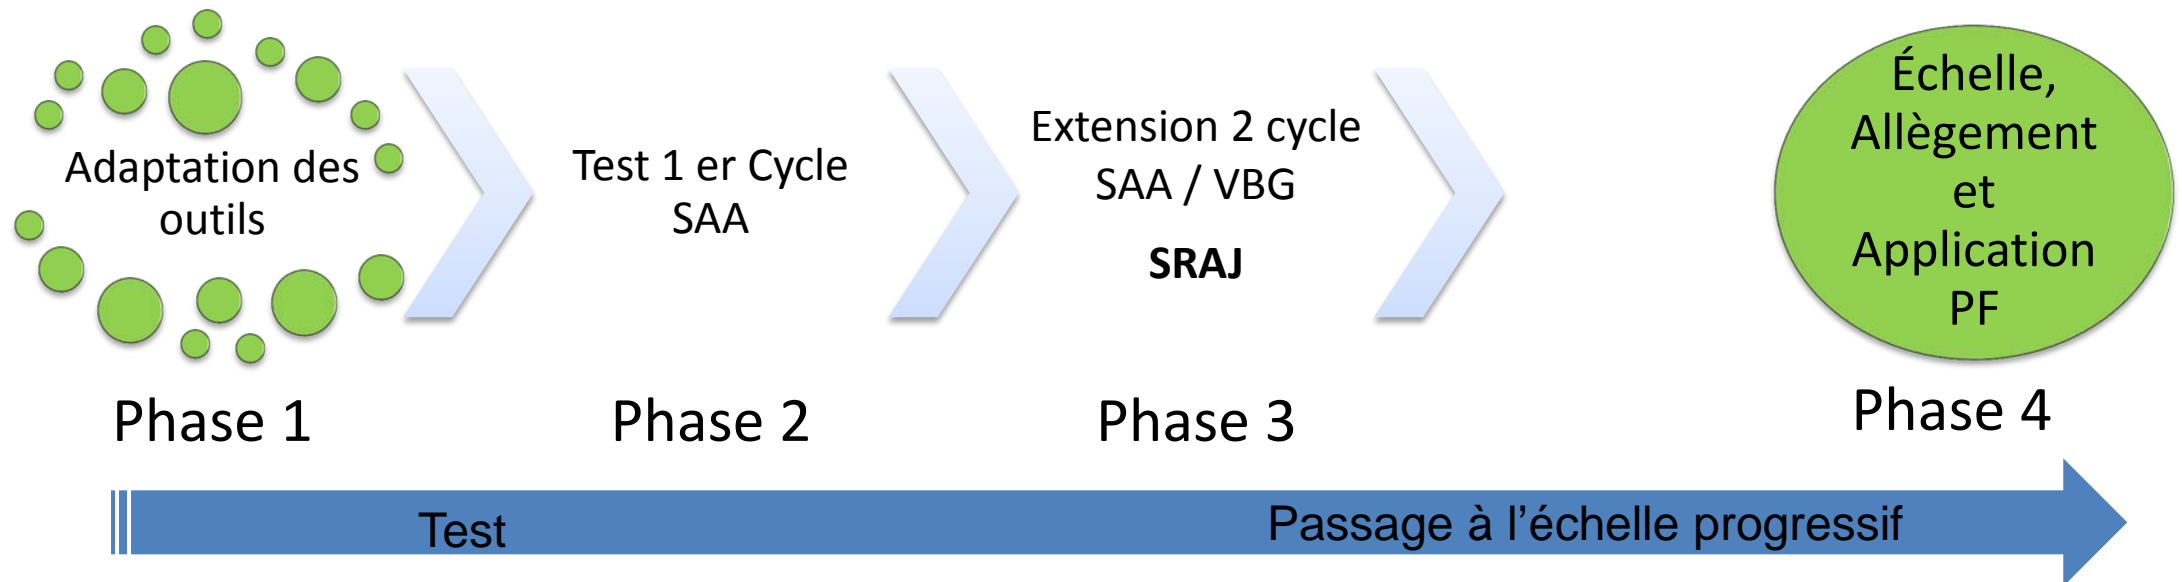 Adaptation des
outils
Test 1 er Cycle
SAA
Extension 2 cycle
SAA / VBG
SRAJ
Échelle,
Allègement
et
Application
PF
Phase 1
Phase 2
Phase 3
Phase 4
Test
Passage à l’échelle progressif